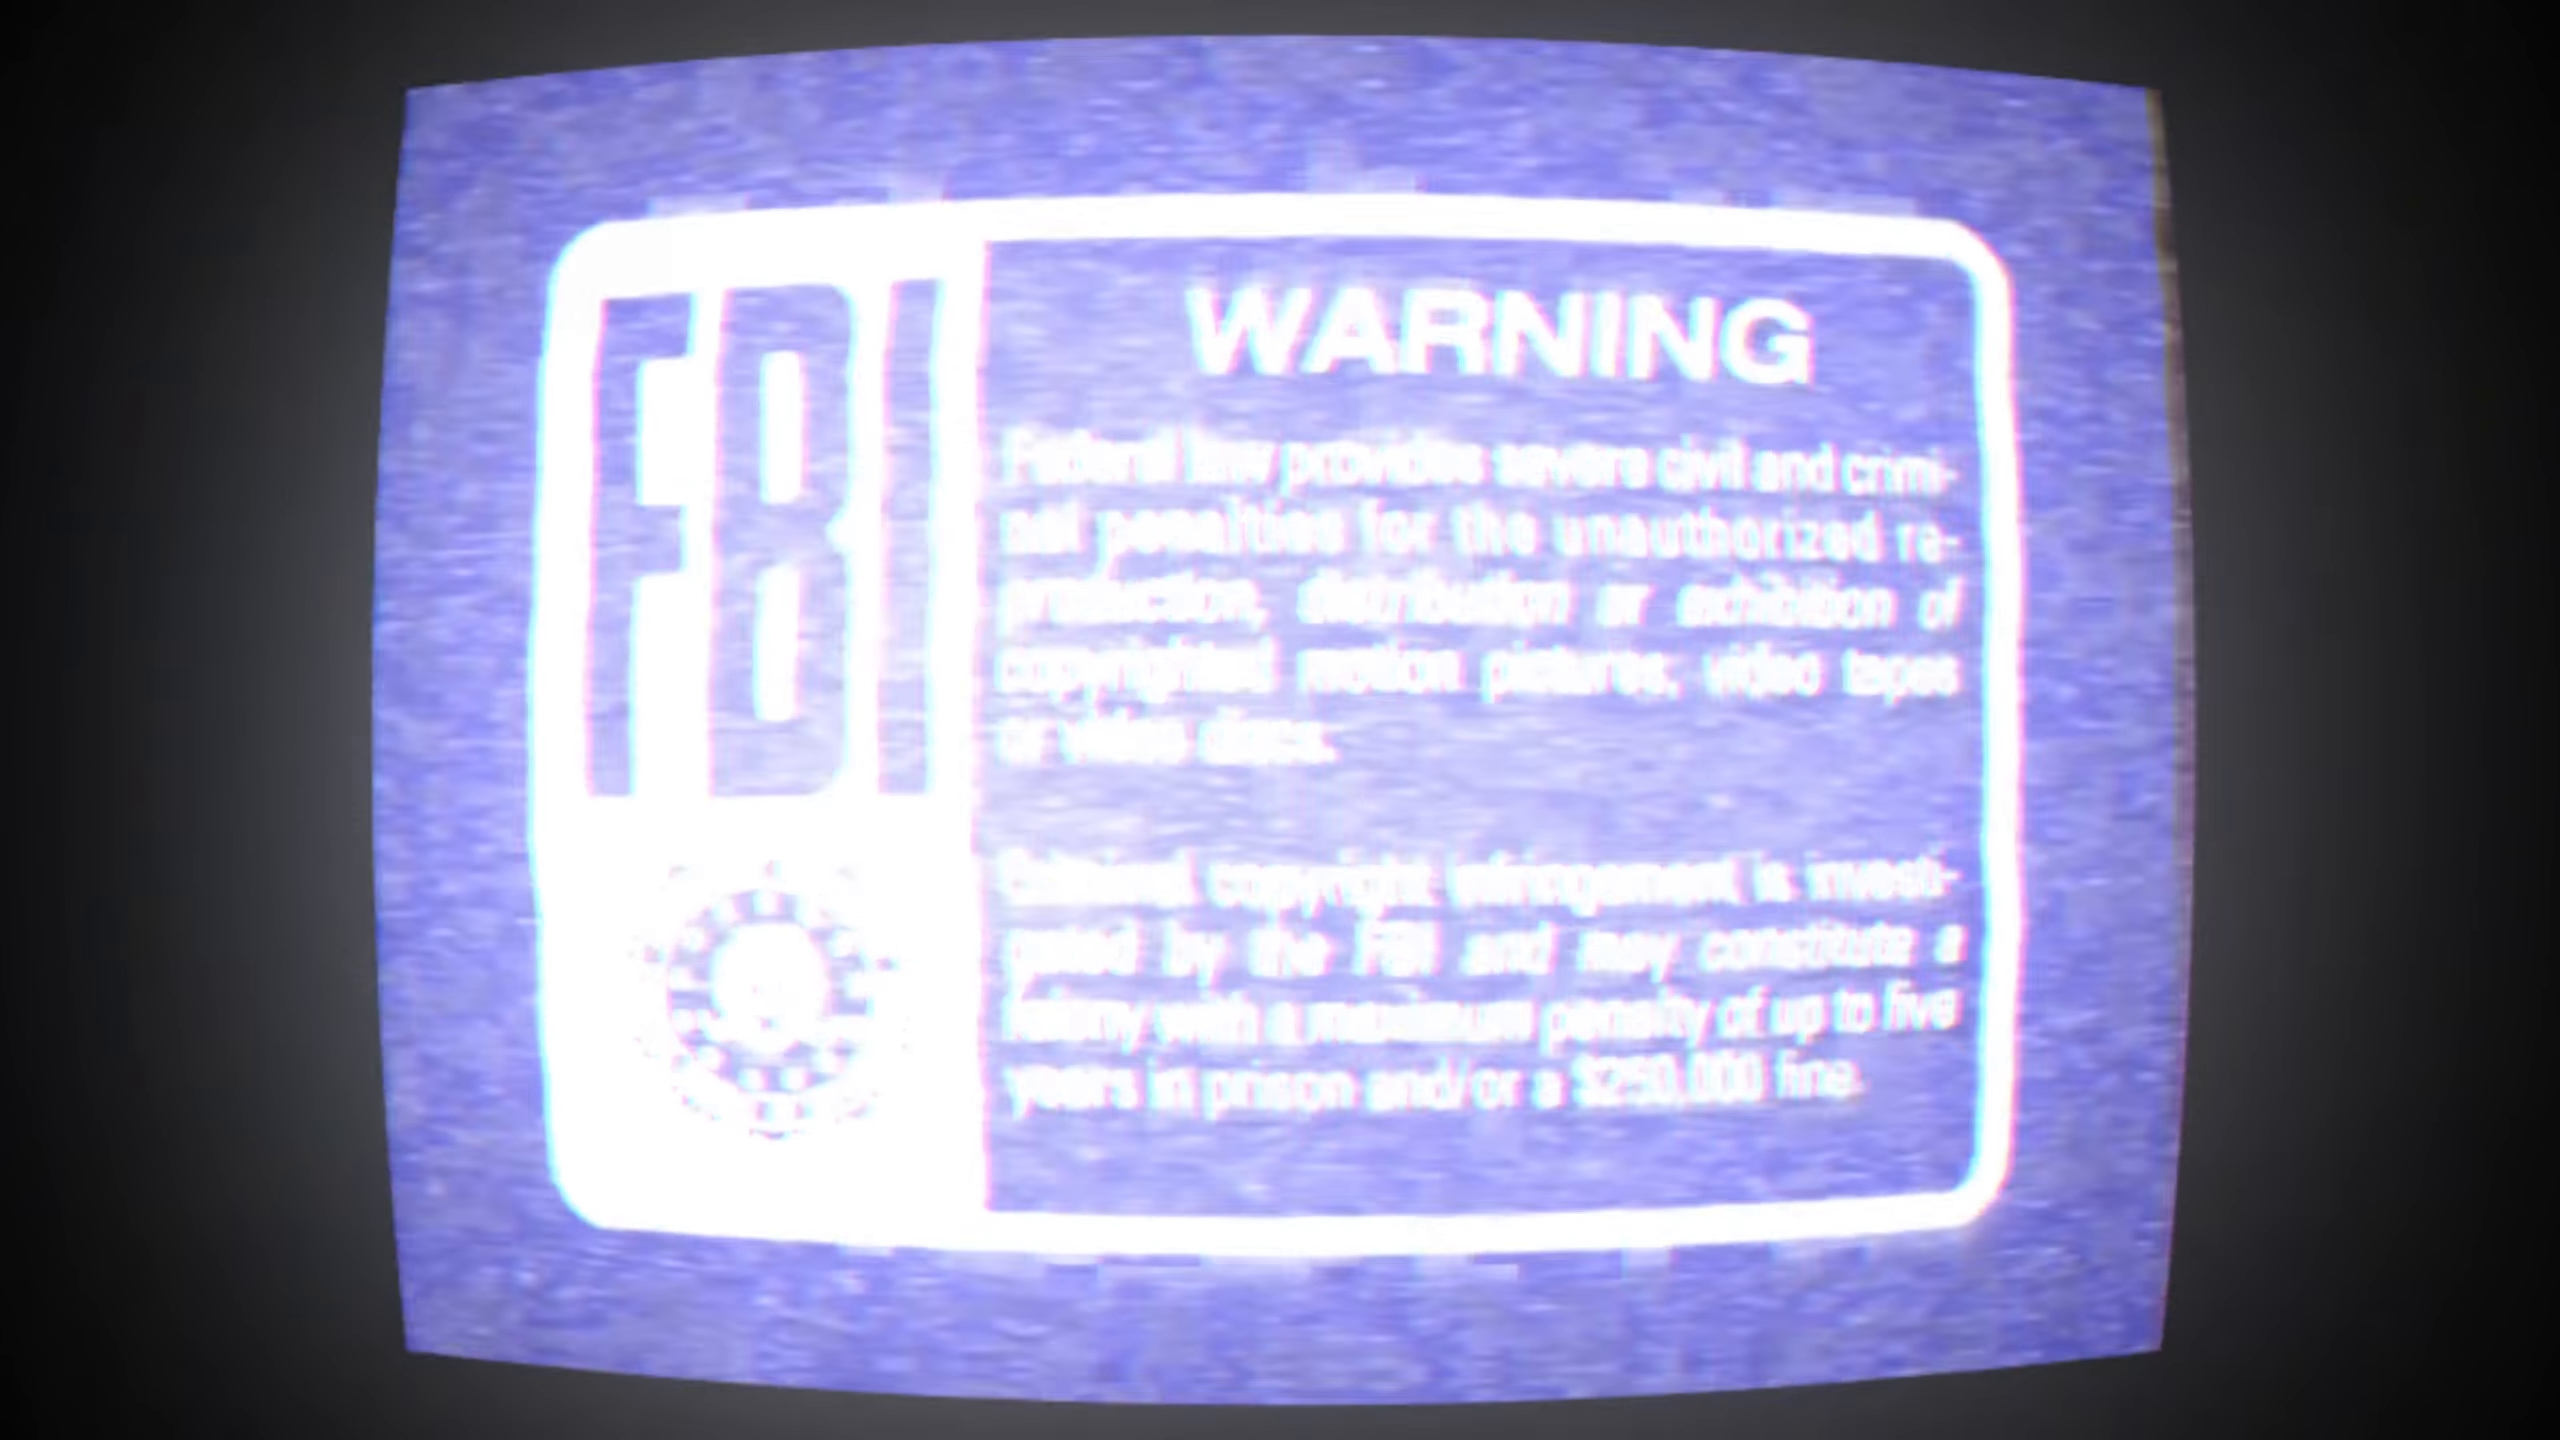 FBI
WARNING
Federal law provides severe civil and crimi-
nal penalties for the unauthorized re-
production, distribution or exhibition of
copyrighted motion pictures, video tapes
or video discs.
Criminal copyright infringement is investi-
gated by the FBI and may constitute a
felony with a maximum penalty of up to five
years in prison and/or a $250,000 fine.